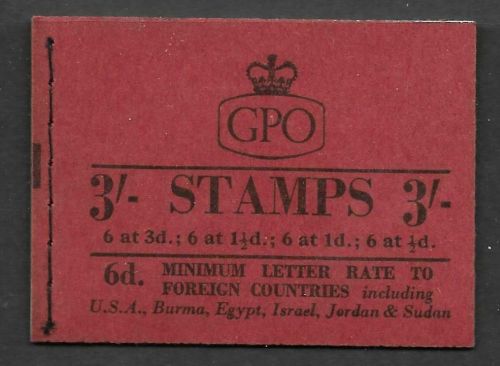 GPO
3/- STAMPS 3/-
6 at 3d.; 6 at 1½d.; 6 at 1d.; 6 at ½d.
6d. MINIMUM LETTER RATE TO
FOREIGN COUNTRIES including
U.S.A., Burma, Egypt, Israel, Jordan & Sudan